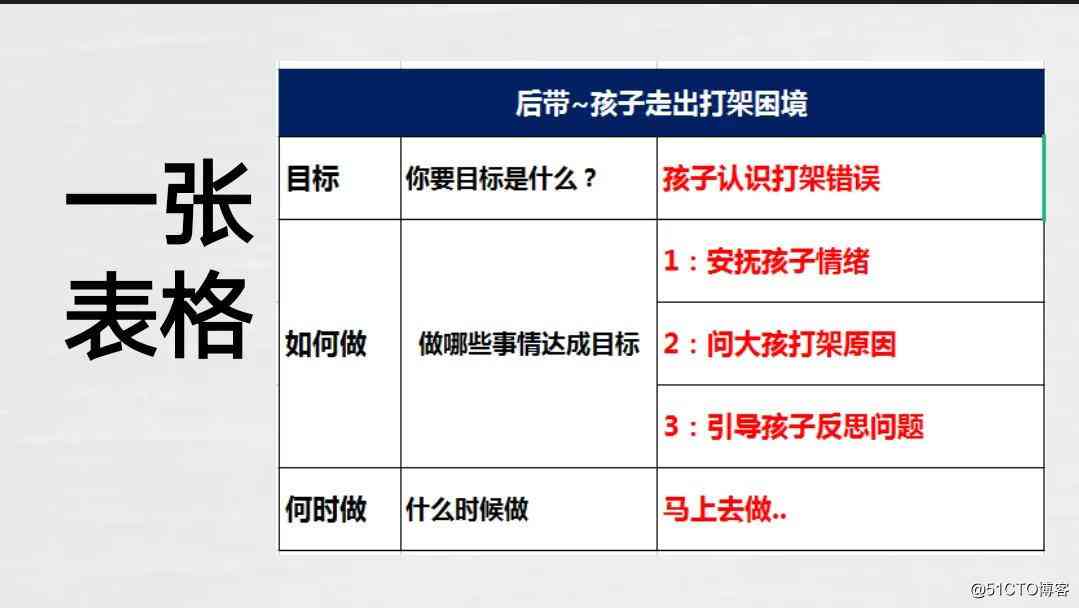 一张
表格
后带~孩子走出打架困境
目标 你要目标是什么？ 孩子认识打架错误
如何做 做哪些事情达成目标 1：安抚孩子情绪
2：问大孩打架原因
3：引导孩子反思问题
何时做 什么时候做 马上去做..
@51CTO博客